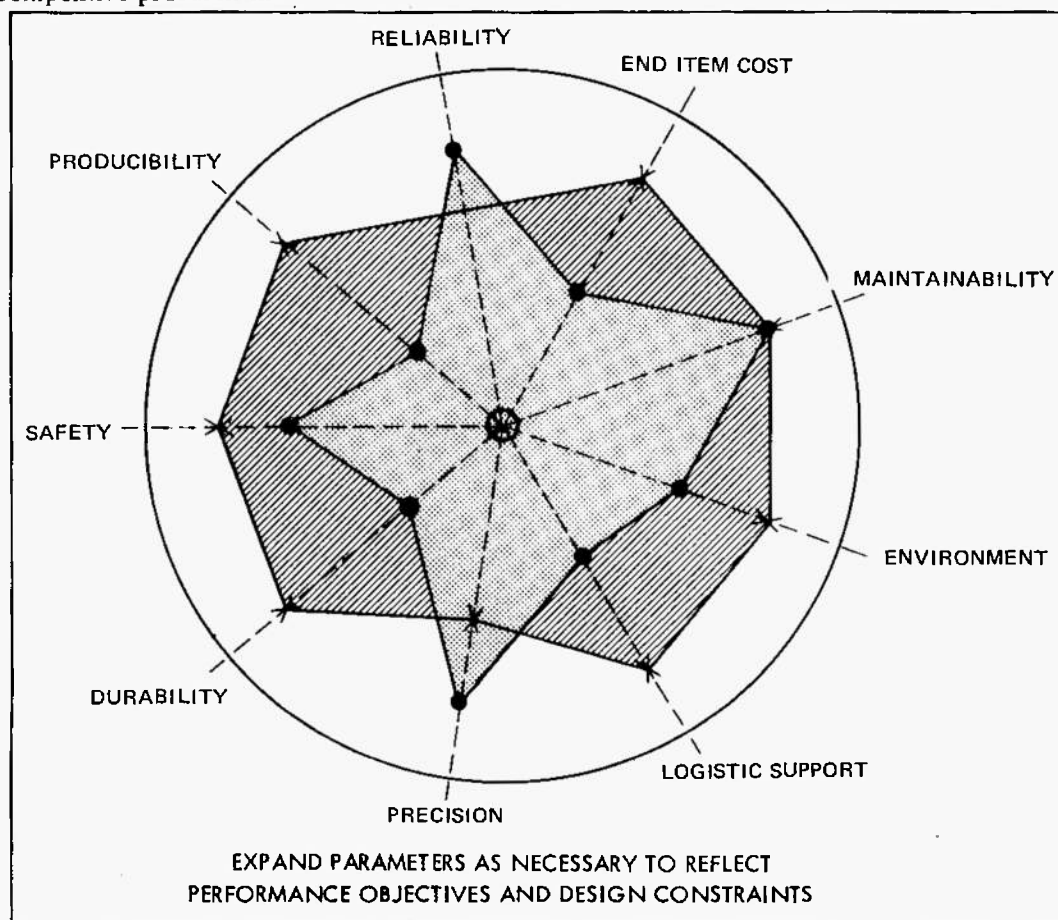 RELIABILITY
END ITEM COST
PRODUCIBILITY
MAINTAINABILITY
SAFETY
ENVIRONMENT
DURABILITY
LOGISTIC SUPPORT
PRECISION
EXPAND PARAMETERS AS NECESSARY TO REFLECT
PERFORMANCE OBJECTIVES AND DESIGN CONSTRAINTS